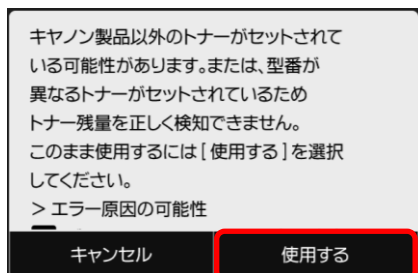 キヤノン製品以外のトナーがセットされて
いる可能性があります。または、型番が
異なるトナーがセットされているため
トナー残量を正しく検知できません。
このまま使用するには[使用する]を選択
してください。
> エラー原因の可能性
キャンセル 使用する